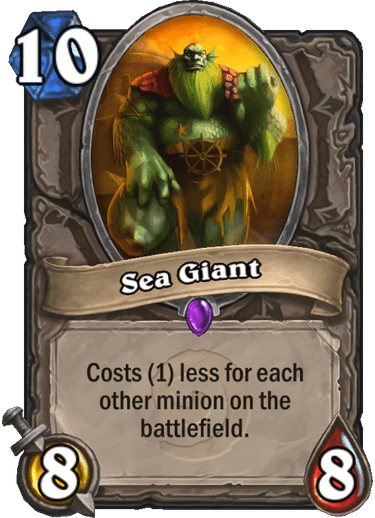 10
Sea Giant
Costs (1) less for each
other minion on the
battlefield.
8
8